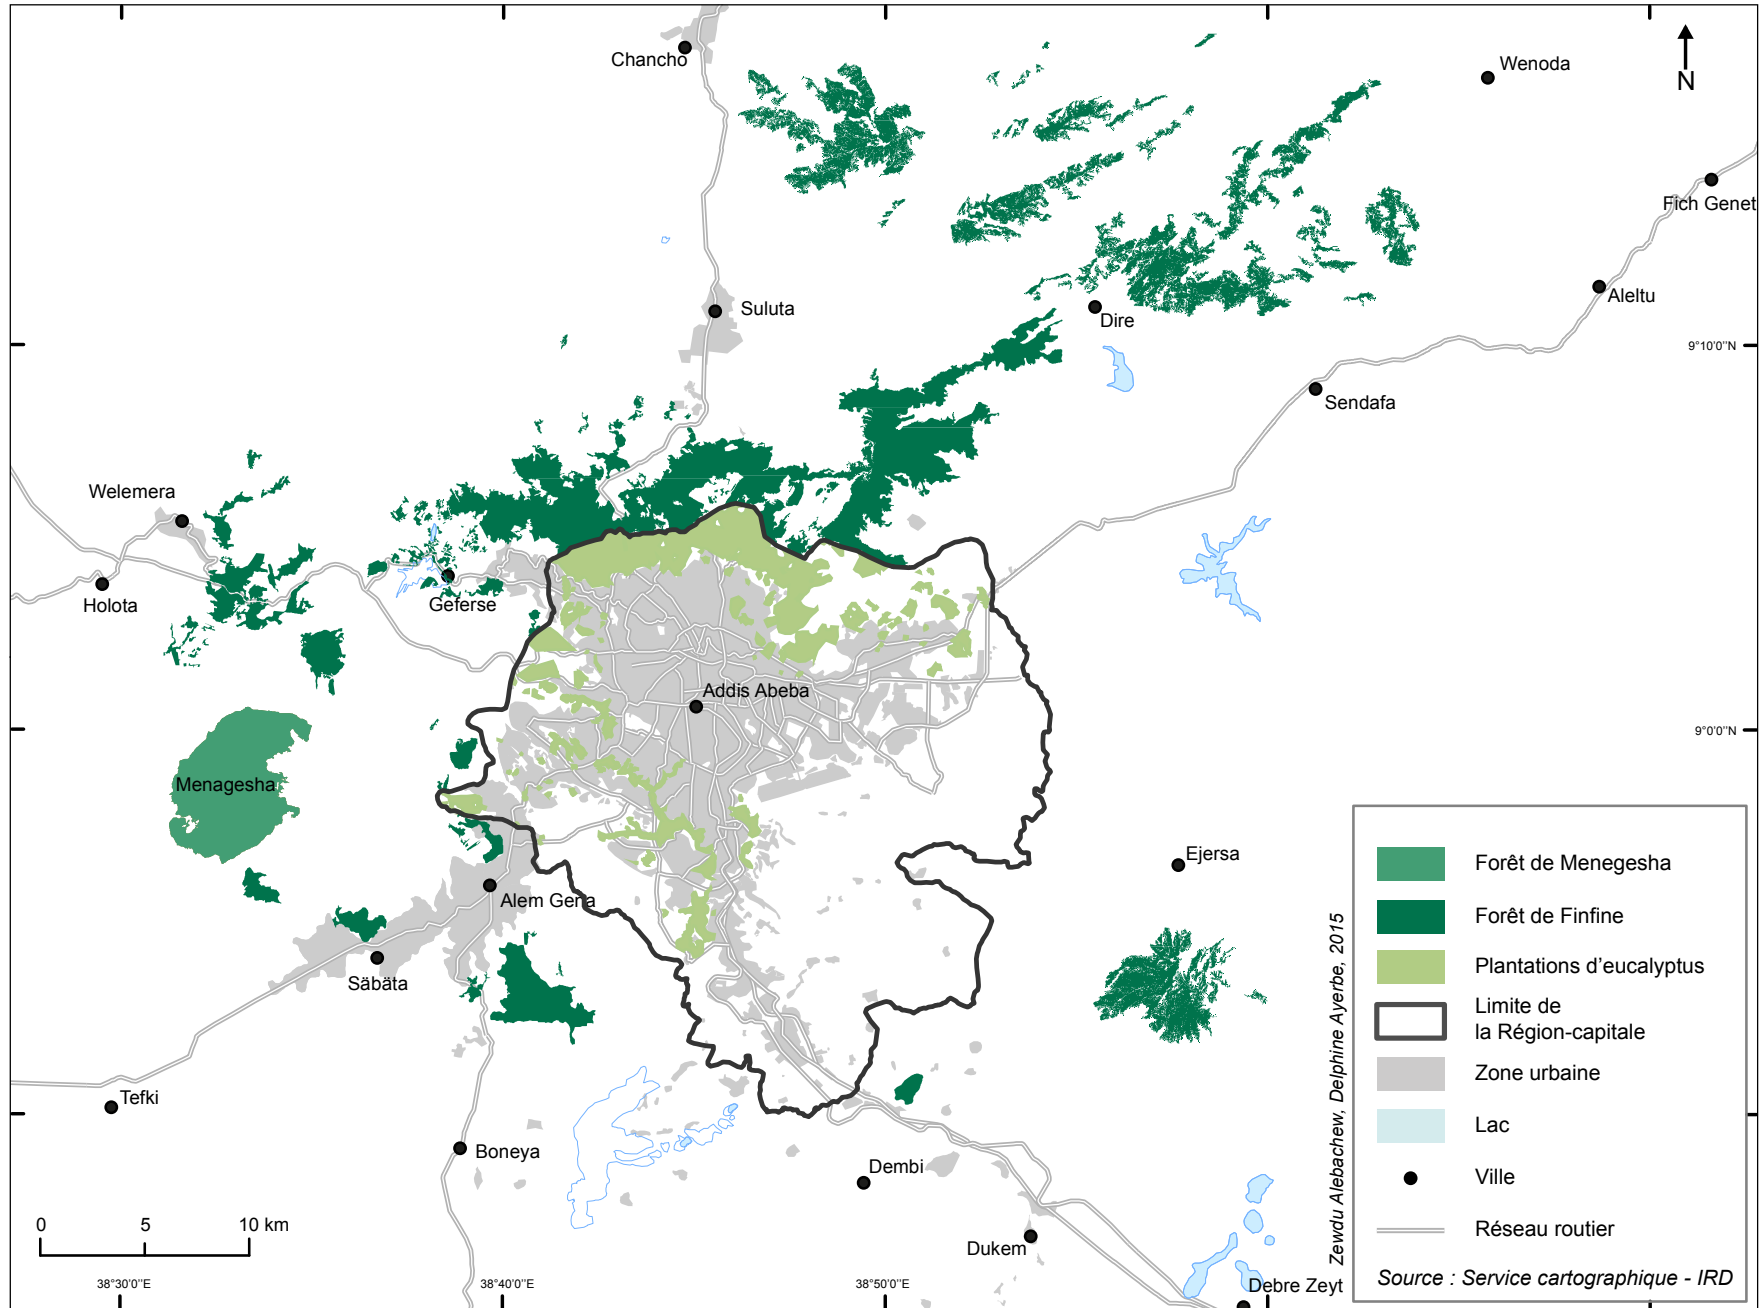 Chancho
Wenoda
N
Fich Genet
Suluta
Dire
Aleltu
9°10'0''N
Sendafa
Welemera
Holota
Geferse
Addis Abeba
9°0'0''N
Menagesha
Ejersa
Alem Gena
Säbäta
Tefki
Boneya
Dembi
Dukem
Debre Zeyt
0 5 10 km
38°30'0''E
38°40'0''E
38°50'0''E
Zewdu Alebachew, Delphine Ayerbe, 2015
Forêt de Menegesha
Forêt de Finfine
Plantations d'eucalyptus
Limite de
la Région-capitale
Zone urbaine
Lac
Ville
Réseau routier
Source : Service cartographique - IRD